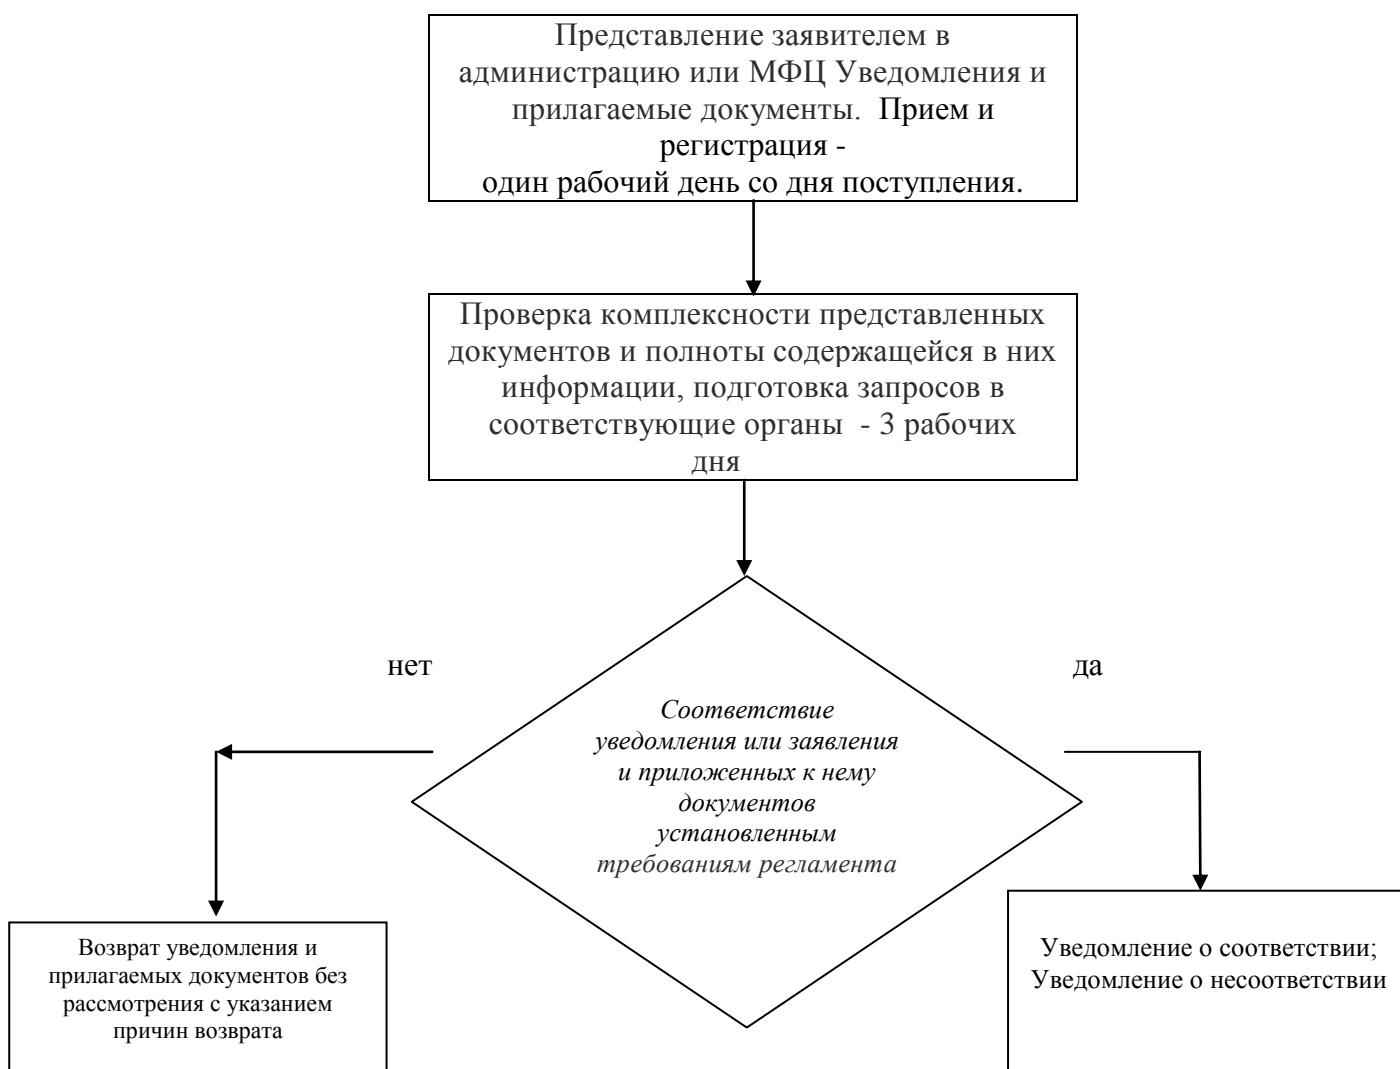 Представление заявителем в
администрацию или МФЦ Уведомления и
прилагаемые документы.  Прием и
регистрация -
один рабочий день со дня поступления.
Проверка комплексности представленных
документов и полноты содержащейся в них
информации, подготовка запросов в
соответствующие органы  - 3 рабочих
дня
нет
да
Соответствие
уведомления или заявления
и приложенных к нему
документов
установленным
требованиям регламента
Возврат уведомления и
прилагаемых документов без
рассмотрения с указанием
причин возврата
Уведомление о соответствии;
Уведомление о несоответствии